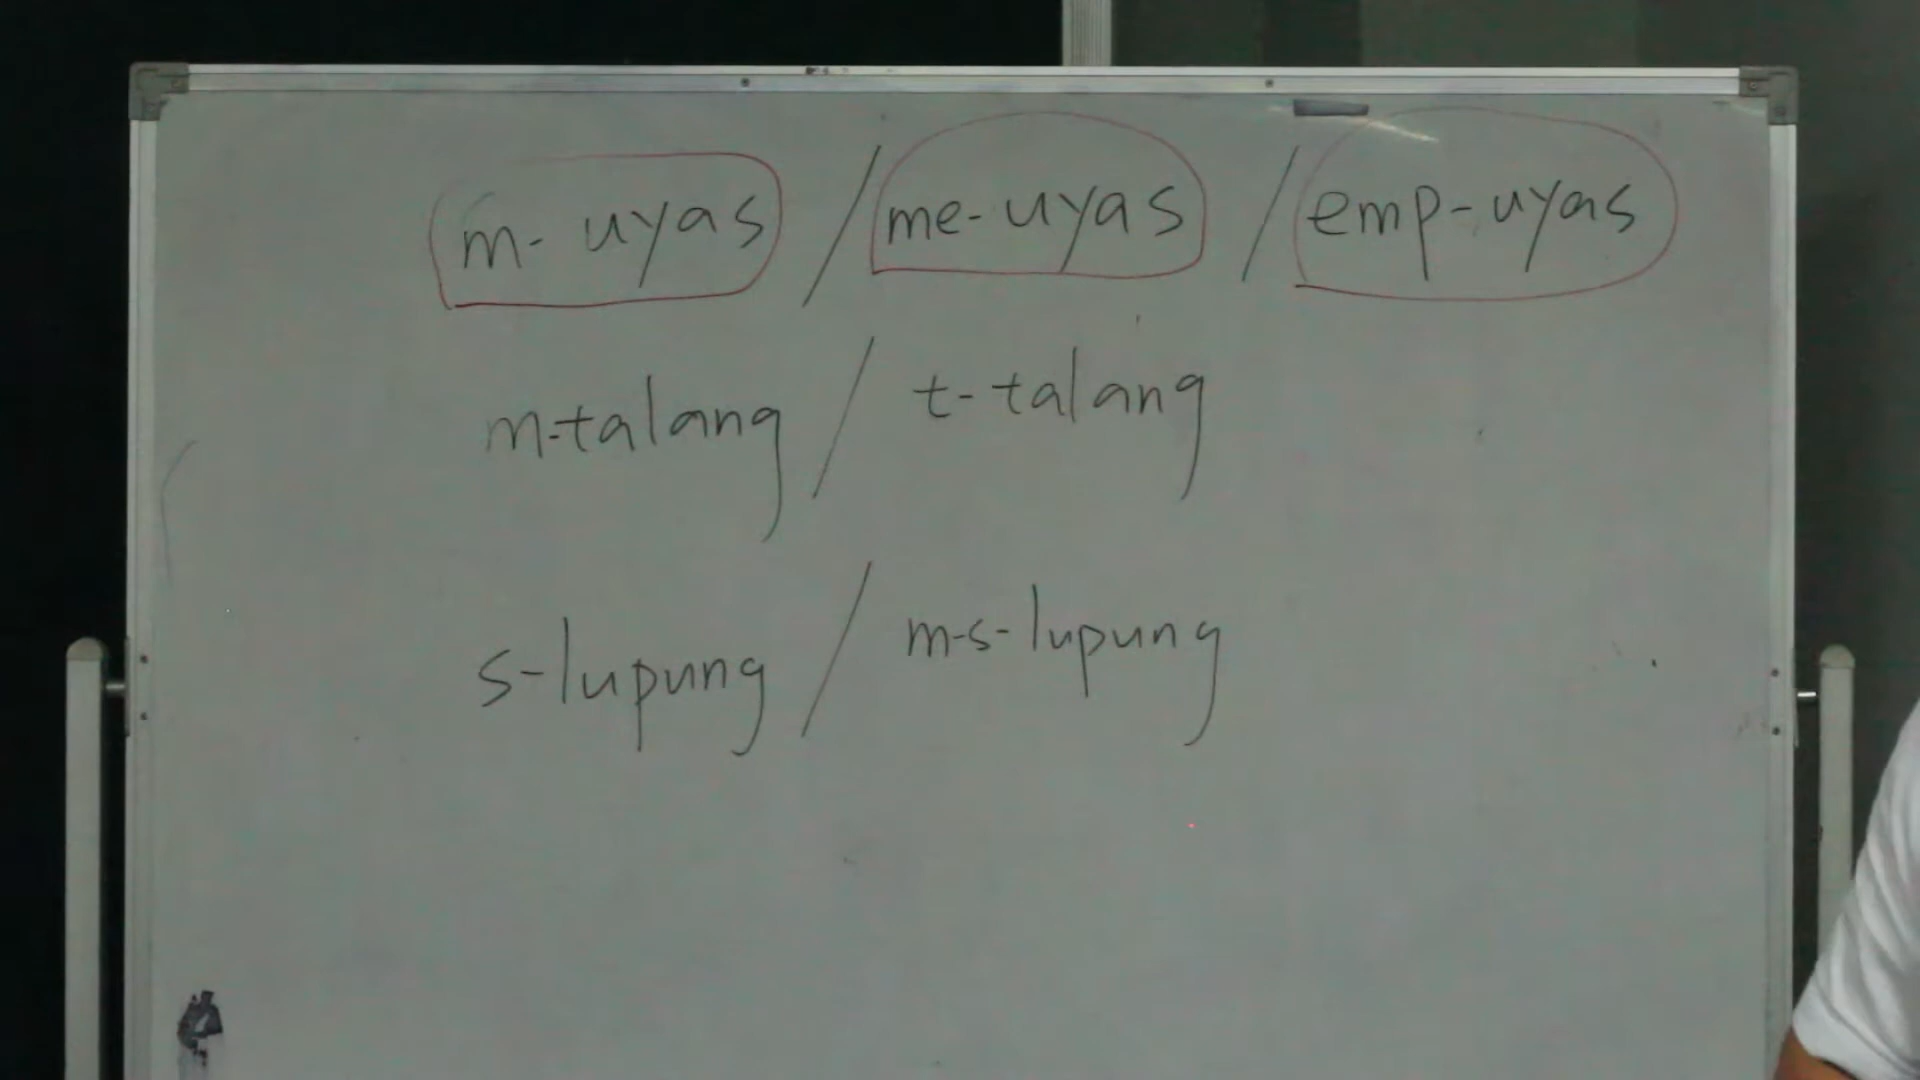 m-uyas / me-uyas / emp-uyas
m-talang / t-talang
s-lupung / m-s-lupung